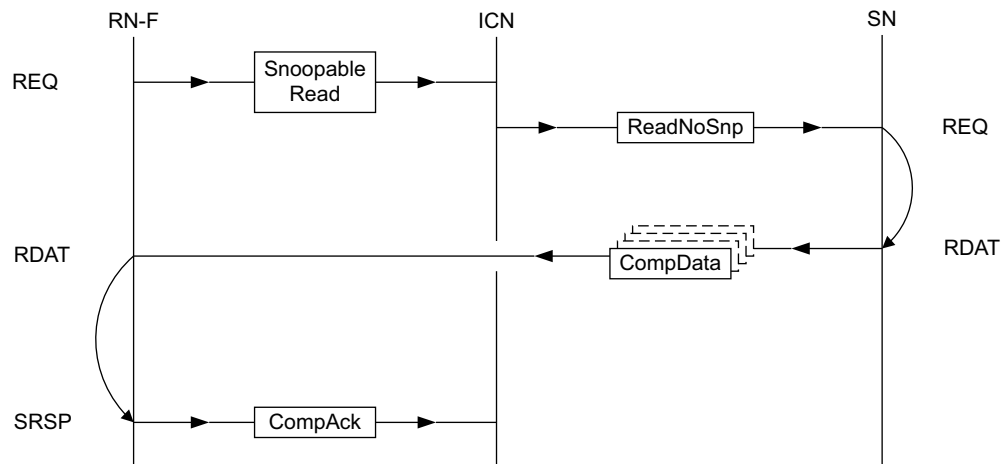 RN-F
ICN
SN
REQ
Snoopable
Read
ReadNoSnp
REQ
RDAT
CompData
RDAT
SRSP
CompAck